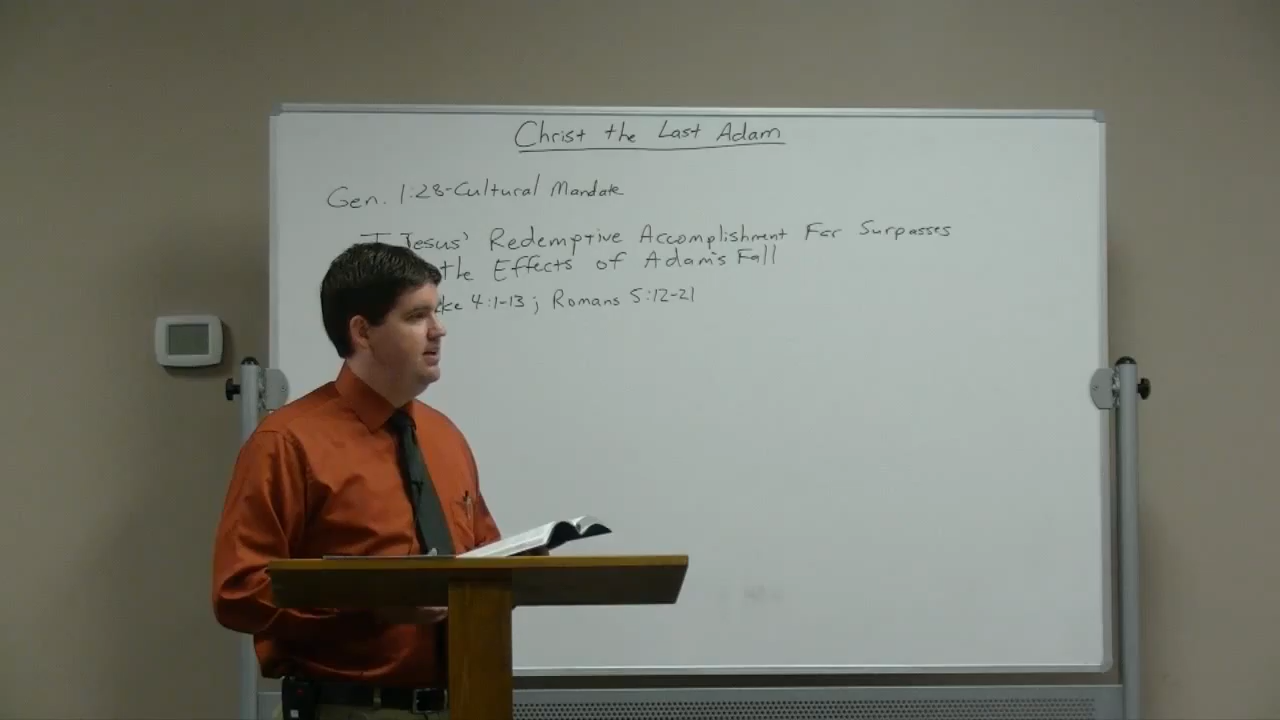 Christ the Last Adam
Gen. 1:28-Cultural Mandate
I. Jesus' Redemptive Accomplishment Far Surpasses
the Effects of Adam's Fall
4:1-13 ; Romans 5:12-21